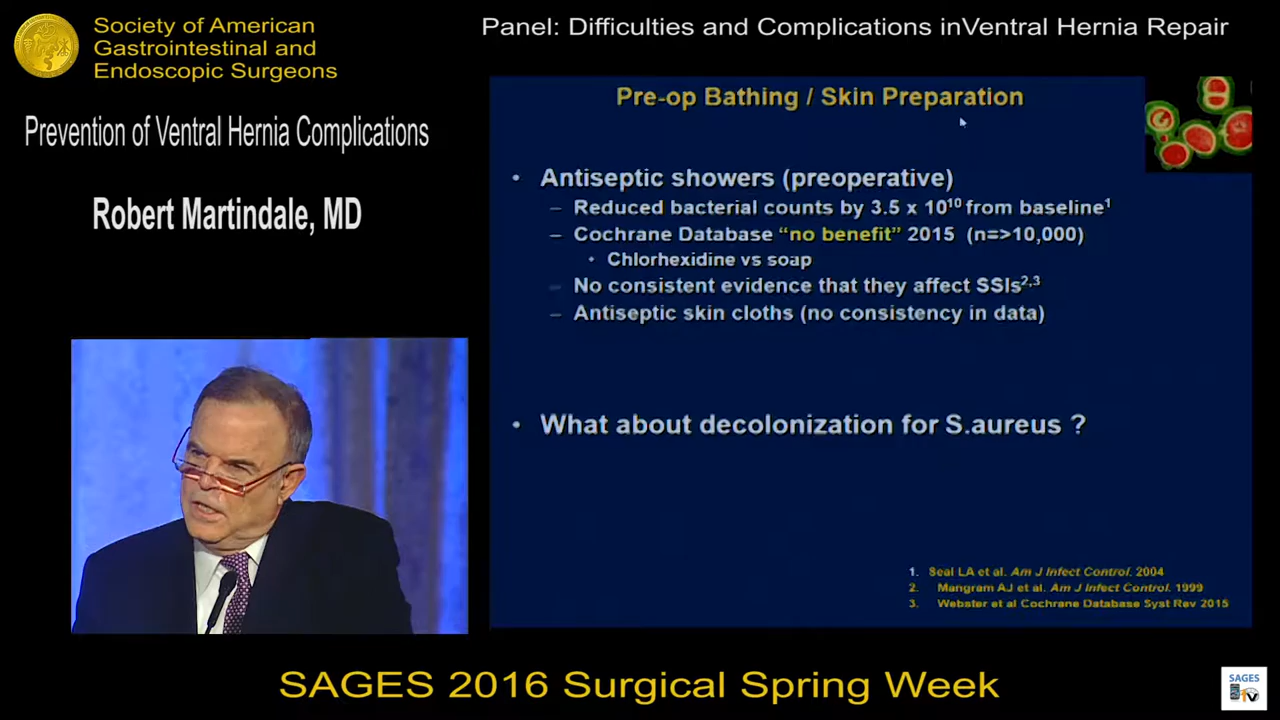 Society of American
Gastrointestinal and
Endoscopic Surgeons
Panel: Difficulties and Complications inVentral Hernia Repair
Prevention of Ventral Hernia Complications
Robert Martindale, MD
Pre-op Bathing / Skin Preparation
• Antiseptic showers (preoperative)
– Reduced bacterial counts by 3.5 x 10¹⁰ from baseline¹
– Cochrane Database “no benefit” 2015 (n=>10,000)
• Chlorhexidine vs soap
– No consistent evidence that they affect SSIs²,³
– Antiseptic skin cloths (no consistency in data)
• What about decolonization for S.aureus ?
1. Seal LA et al. Am J Infect Control. 2004
2. Mangram AJ et al. Am J Infect Control. 1999
3. Webster et al Cochrane Database Syst Rev 2015
SAGES 2016 Surgical Spring Week
SAGES
TV